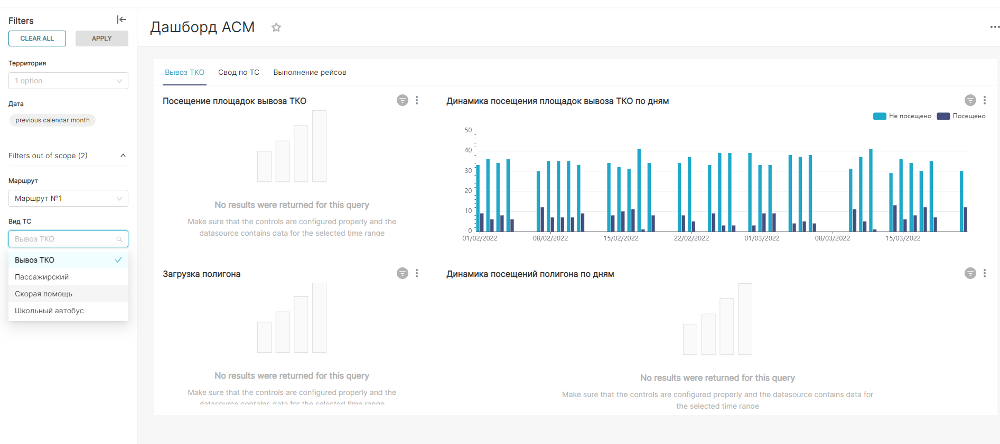 Filters
CLEAR ALL
APPLY
Территория
1 option
Дата
previous calendar month
Filters out of scope (2)
Маршрут
Маршрут №1
Вид ТС
Вывоз ТКО
Вывоз ТКО
Пассажирский
Скорая помощь
Школьный автобус
Дашборд АСМ
Вывоз ТКО
Свод по ТС
Выполнение рейсов
Посещение площадок вывоза ТКО
No results were returned for this query
Make sure that the controls are configured properly and the
datasource contains data for the selected time range
Динамика посещения площадок вывоза ТКО по дням
Не посещено
Посещено
50
40
30
20
10
0
01/02/2022
08/02/2022
15/02/2022
22/02/2022
01/03/2022
08/03/2022
15/03/2022
Загрузка полигона
No results were returned for this query
Make sure that the controls are configured properly and the
datasource contains data for the selected time range
Динамика посещений полигона по дням
No results were returned for this query
Make sure that the controls are configured properly and the datasource contains data for
the selected time range